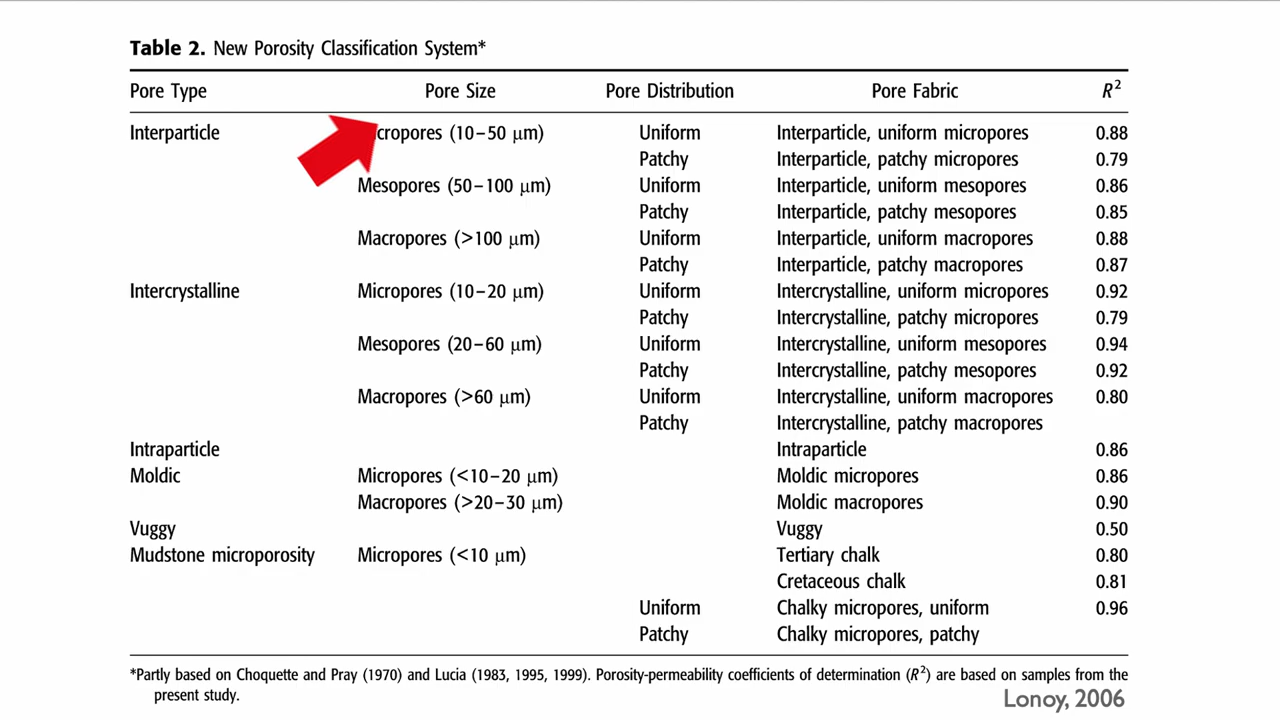 Table 2. New Porosity Classification System*
Pore Type Pore Size Pore Distribution Pore Fabric R²
Interparticle cropores (10–50 μm) Uniform Interparticle, uniform micropores 0.88
Patchy Interparticle, patchy micropores 0.79
Mesopores (50–100 μm) Uniform Interparticle, uniform mesopores 0.86
Patchy Interparticle, patchy mesopores 0.85
Macropores (>100 μm) Uniform Interparticle, uniform macropores 0.88
Patchy Interparticle, patchy macropores 0.87
Intercrystalline Micropores (10–20 μm) Uniform Intercrystalline, uniform micropores 0.92
Patchy Intercrystalline, patchy micropores 0.79
Mesopores (20–60 μm) Uniform Intercrystalline, uniform mesopores 0.94
Patchy Intercrystalline, patchy mesopores 0.92
Macropores (>60 μm) Uniform Intercrystalline, uniform macropores 0.80
Patchy Intercrystalline, patchy macropores
Intraparticle Intraparticle 0.86
Moldic Micropores (<10–20 μm) Moldic micropores 0.86
Macropores (>20–30 μm) Moldic macropores 0.90
Vuggy Vuggy 0.50
Mudstone microporosity Micropores (<10 μm) Tertiary chalk 0.80
Cretaceous chalk 0.81
Uniform Chalky micropores, uniform 0.96
Patchy Chalky micropores, patchy
*Partly based on Choquette and Pray (1970) and Lucia (1983, 1995, 1999). Porosity-permeability coefficients of determination (R²) are based on samples from the
present study.
Lonoy, 2006